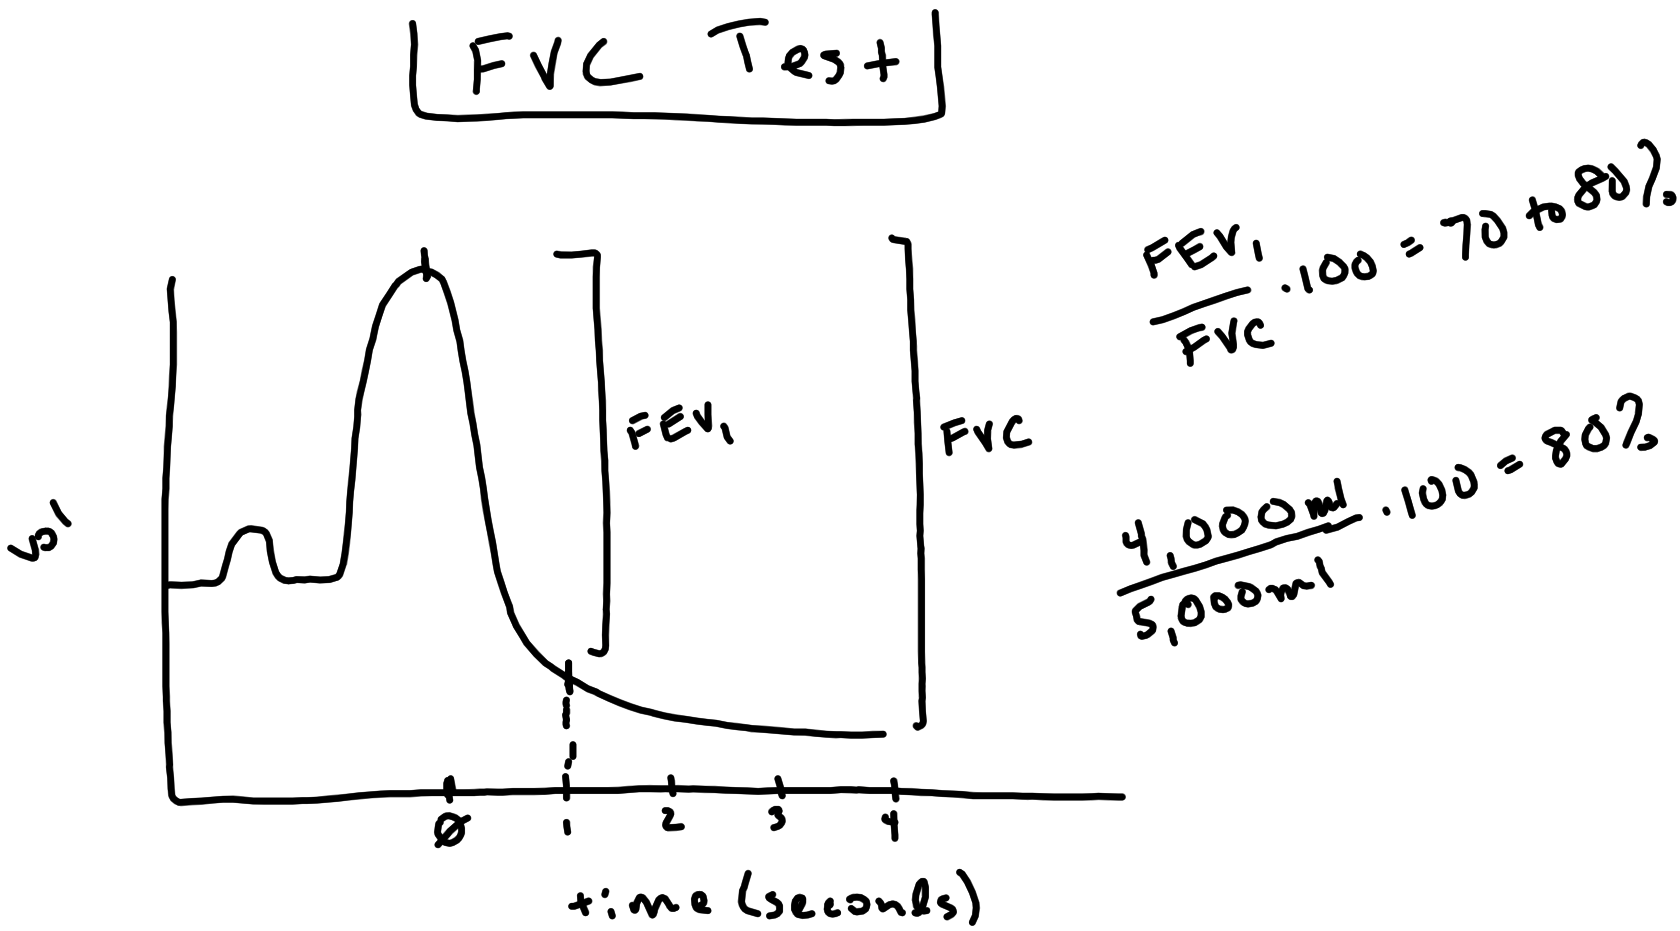 FVC Test
FEV₁
FVC
.100 = 70 to 80%
4,000ml
5,000ml
.100 = 80%
FEV₁
FVC
vol
Ø 1 2 3 4
time (seconds)